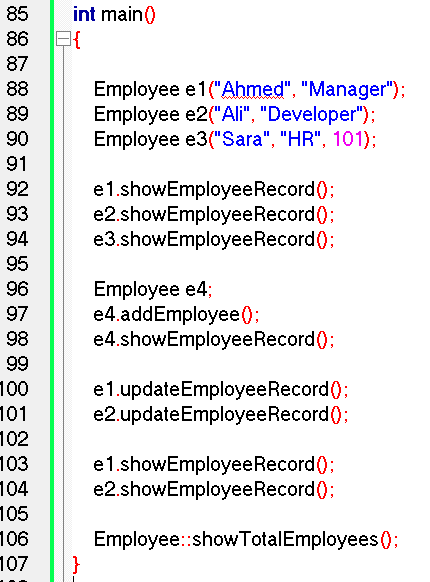 85 int main()
86 {
87
88 Employee e1("Ahmed", "Manager");
89 Employee e2("Ali", "Developer");
90 Employee e3("Sara", "HR", 101);
91
92 e1.showEmployeeRecord();
93 e2.showEmployeeRecord();
94 e3.showEmployeeRecord();
95
96 Employee e4;
97 e4.addEmployee();
98 e4.showEmployeeRecord();
99
100 e1.updateEmployeeRecord();
101 e2.updateEmployeeRecord();
102
103 e1.showEmployeeRecord();
104 e2.showEmployeeRecord();
105
106 Employee::showTotalEmployees();
107 }